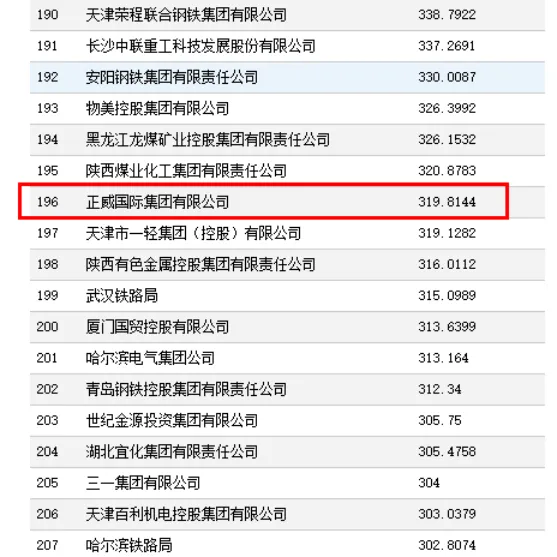 190 天津荣程联合钢铁集团有限公司 338.7922
191 长沙中联重工科技发展股份有限公司 337.2691
192 安阳钢铁集团有限责任公司 330.0087
193 物美控股集团有限公司 326.3992
194 黑龙江龙煤矿业控股集团有限责任公司 326.1532
195 陕西煤业化工集团有限责任公司 320.8783
196 正威国际集团有限公司 319.8144
197 天津市一轻集团（控股）有限公司 319.1282
198 陕西有色金属控股集团有限责任公司 316.0112
199 武汉铁路局 315.0989
200 厦门国贸控股有限公司 313.6399
201 哈尔滨电气集团公司 313.164
202 青岛钢铁控股集团有限责任公司 312.34
203 世纪金源投资集团有限公司 305.75
204 湖北宜化集团有限责任公司 305.4758
205 三一集团有限公司 304
206 天津百利机电控股集团有限公司 303.0379
207 哈尔滨铁路局 302.8074